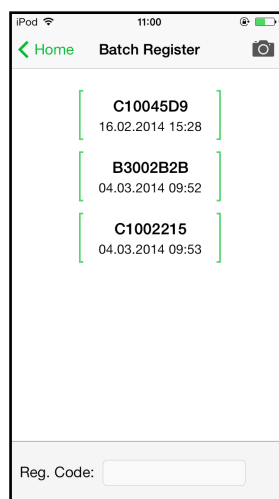 iPod 11:00
Home Batch Register
C10045D9
16.02.2014 15:28
B3002B2B
04.03.2014 09:52
C1002215
04.03.2014 09:53
Reg. Code: